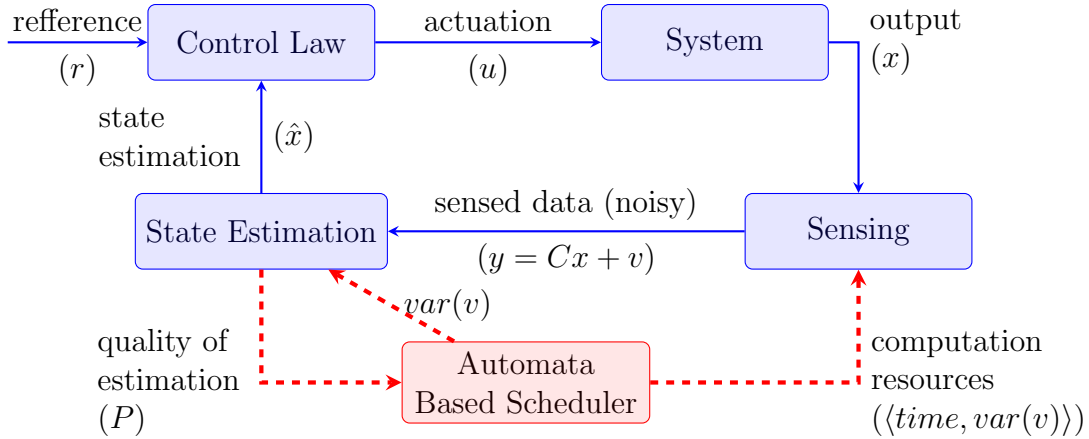 refference
(r)
Control Law
actuation
(u)
System
output
(x)
state
estimation
(x̂)
State Estimation
sensed data (noisy)
(y = Cx + v)
Sensing
var(v)
quality of
estimation
(P)
Automata
Based Scheduler
computation
resources
(⟨time, var(v)⟩)